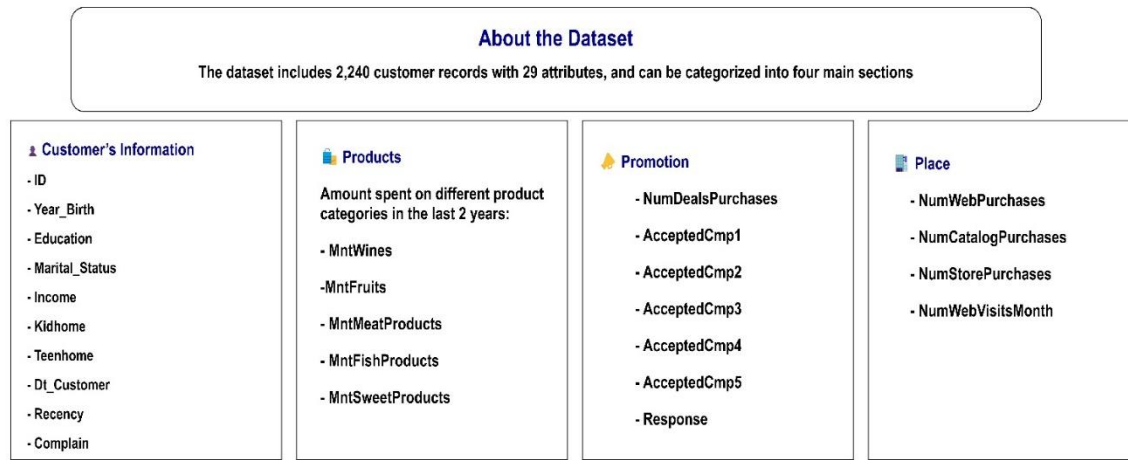 About the Dataset
The dataset includes 2,240 customer records with 29 attributes, and can be categorized into four main sections
Customer's Information
- ID
- Year_Birth
- Education
- Marital_Status
- Income
- Kidhome
- Teenhome
- Dt_Customer
- Recency
- Complain
Products
Amount spent on different product
categories in the last 2 years:
- MntWines
-MntFruits
- MntMeatProducts
- MntFishProducts
- MntSweetProducts
Promotion
- NumDealsPurchases
- AcceptedCmp1
- AcceptedCmp2
- AcceptedCmp3
- AcceptedCmp4
- AcceptedCmp5
- Response
Place
- NumWebPurchases
- NumCatalogPurchases
- NumStorePurchases
- NumWebVisitsMonth